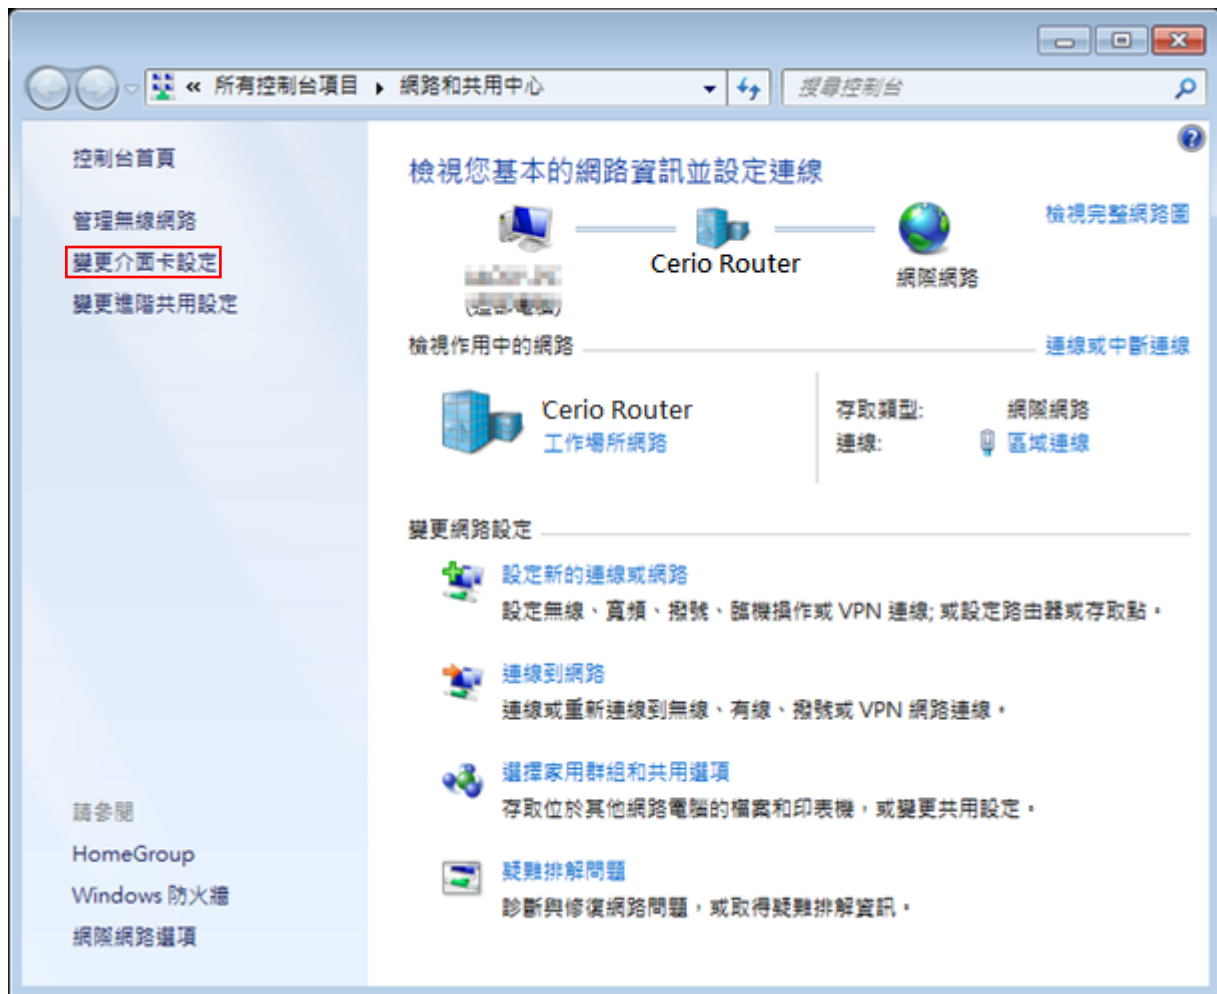 « 所有控制台項目 ▸ 網路和共用中心
搜尋控制台
控制台首頁
管理無線網路
變更介面卡設定
變更進階共用設定
請參閱
HomeGroup
Windows 防火牆
網際網路選項
檢視您基本的網路資訊並設定連線
檢視完整網路圖
Cerio Router
網際網路
檢視作用中的網路
連線或中斷連線
Cerio Router
工作場所網路
存取類型: 網際網路
連線: 區域連線
變更網路設定
設定新的連線或網路
設定無線、寬頻、撥號、臨機操作或 VPN 連線; 或設定路由器或存取點。
連線到網路
連線或重新連線到無線、有線、撥號或 VPN 網路連線。
選擇家用群組和共用選項
存取位於其他網路電腦的檔案和印表機，或變更共用設定。
疑難排解問題
診斷與修復網路問題，或取得疑難排解資訊。